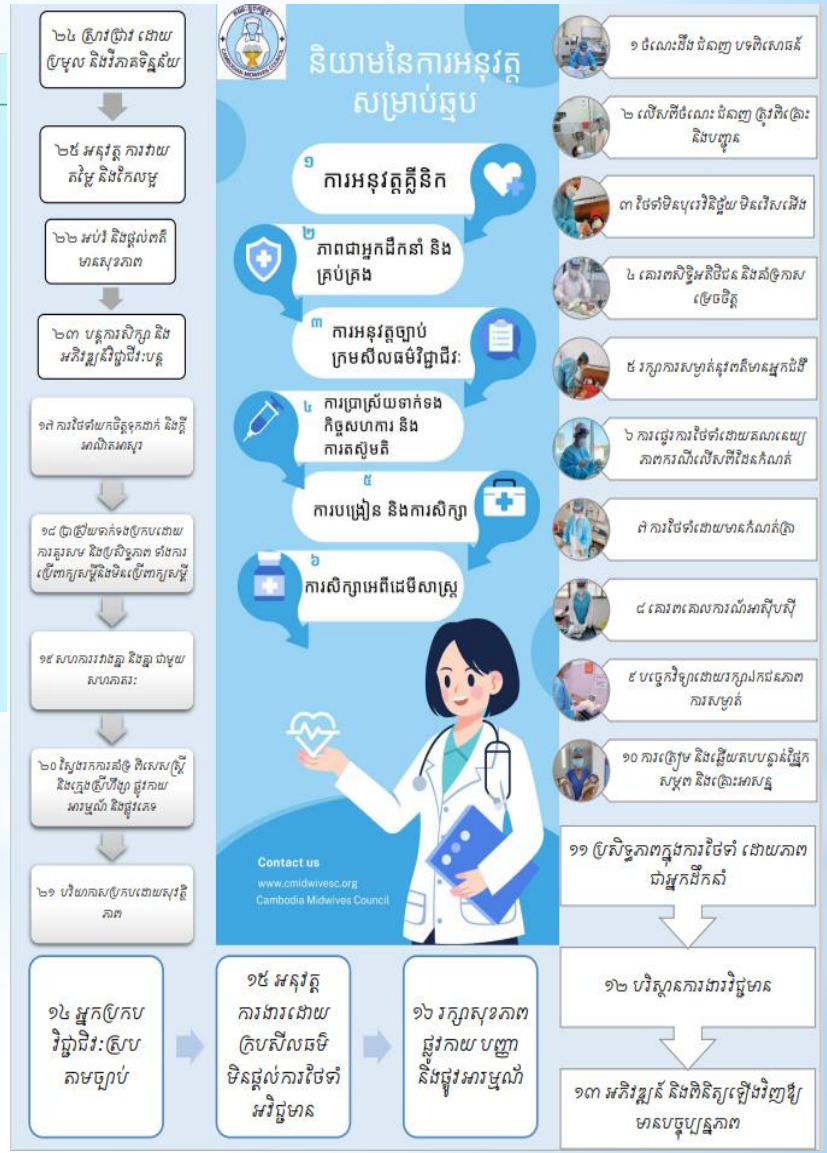 ២៤ ស្រាវជ្រាវ ដោយ
ប្រមូល និងវិភាគទិន្នន័យ
២៥ អនុវត្ត ការវាយ
តម្លៃ និងកែលម្អ
២២ អប់រំ និងផ្តល់ពត៌
មានសុខភាព
២៣ បន្តការសិក្សា និង
អភិវឌ្ឍន៍វិជ្ជាជីវៈបន្ត
១៧ ការថែទាំយកចិត្តទុកដាក់ និងក្តី
អាណិតអាសូរ
១៨ ប្រាស្រ័យទាក់ទងប្រកបដោយ
ការគួរសម និងប្រសិទ្ធភាព ទាំងការ
ប្រើពាក្យសម្តីនិងមិនប្រើពាក្យសម្តី
១៩ សហការរវាងគ្នា និងគ្នា ជាមួយ
សហភាតរៈ
២០ ស្វែងរកការគាំទ្រ ពិសេសស្ត្រី
និងក្មេងស្រីហឹង្សា ផ្លូវកាយ
អារម្មណ៍ និងផ្លូវភេទ
២១ បរិយាកាសប្រកបដោយសុវត្ថិ
ភាព
CAMBODIAN MIDWIVES COUNCIL
និយាមនៃការអនុវត្ត
សម្រាប់ឆ្មប
១
ការអនុវត្តគ្លីនិក
២
ភាពជាអ្នកដឹកនាំ និង
គ្រប់គ្រង
៣
ការអនុវត្តច្បាប់
ក្រមសីលធម៌វិជ្ជាជីវៈ
៤
ការប្រាស្រ័យទាក់ទង
កិច្ចសហការ និង
ការតស៊ូមតិ
៥
ការបង្រៀន និងការសិក្សា
៦
ការសិក្សាអេពីដេមីសាស្ត្រ
Contact us
www.cmidwivesc.org
Cambodia Midwives Council
១ ចំណេះដឹង ជំនាញ បទពិសោធន៍
២ លើសពីចំណេះ ជំនាញ ត្រូវពិគ្រោះ
និងបញ្ជូន
៣ ថែទាំមិនបុរេវិនិច្ឆ័យ មិនរើសអើង
៤ គោរពសិទ្ធិអតិថិជន និងគាំទ្រការស
ម្រេចចិត្ត
៥ រក្សាការសម្ងាត់នូវពត៌មានអ្នកជំងឺ
៦ ការផ្ទេរការថែទាំដោយគណនេយ្យ
ភាពករណីលើសពីដែនកំណត់
៧ ការថែទាំដោយមានកំណត់ត្រា
៨ គោរពគោលការណ៍អាស៊ីបស៊ី
៩ បច្ចេកវិទ្យាដោយរក្សាឯកជនភាព
ការសម្ងាត់
១០ ការត្រៀម និងឆ្លើយតបបន្ទាន់ផ្នែក
សម្ភព និងគ្រោះអាសន្ន
១១ ប្រសិទ្ធភាពក្នុងការថែទាំ ដោយភាព
ជាអ្នកដឹកនាំ
១២ បរិស្ថានការងារវិជ្ជមាន
១៣ អភិវឌ្ឍន៍ និងពិនិត្យឡើងវិញឱ្យ
មានបច្ចុប្បន្នភាព
១៤ អ្នកប្រកប
វិជ្ជាជិវៈស្រប
តាមច្បាប់
១៥ អនុវត្ត
ការងារដោយ
ក្របសីលធម៌
មិនផ្តល់ការថែទាំ
អវិជ្ជមាន
១៦ រក្សាសុខភាព
ផ្លូវកាយ បញ្ញា
និងផ្លូវអារម្មណ៍